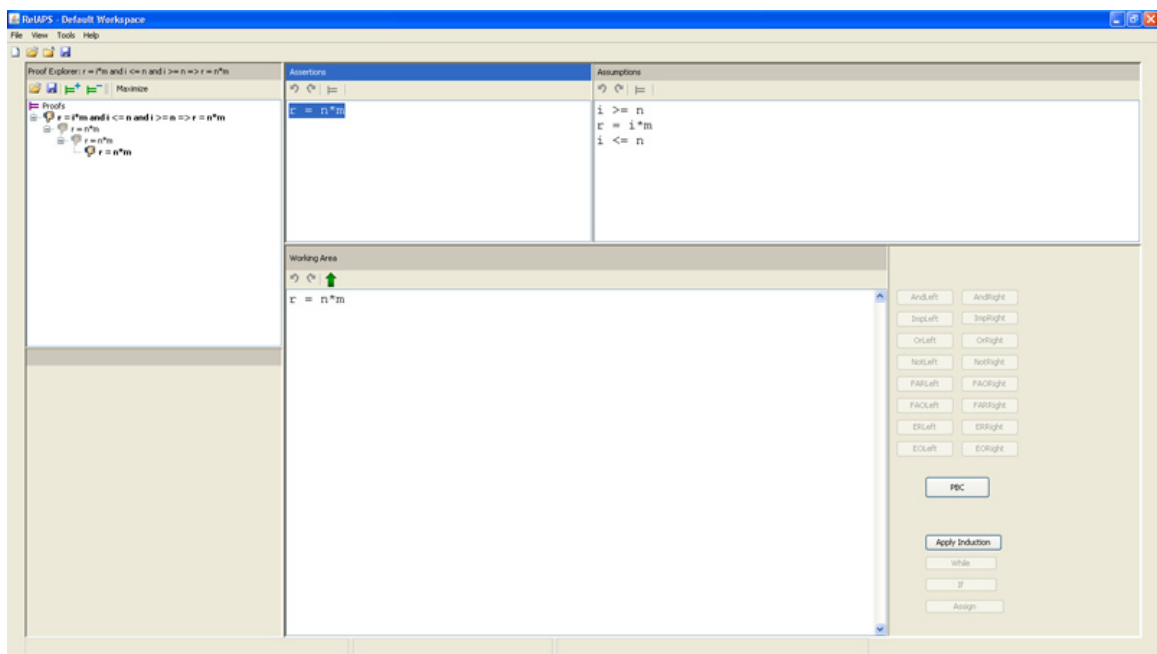 RelAPS - Default Workspace
File View Tools Help
Proof Explorer: r = i*m and i <= n and i >= n => r = n*m
Assertions
Assumptions
Maximize
Proofs
r = i*m and i <= n and i >= n => r = n*m
r = n*m
r = n*m
r = n*m
r = n*m
i >= n
r = i*m
i <= n
Working Area
r = n*m
AndLeft AndRight
ImpLeft ImpRight
OrLeft OrRight
NotLeft NotRight
FARLeft FAORight
FAOLeft FARRight
ERLeft ERRight
EOLeft EORight
PBC
Apply Induction
While
If
Assign